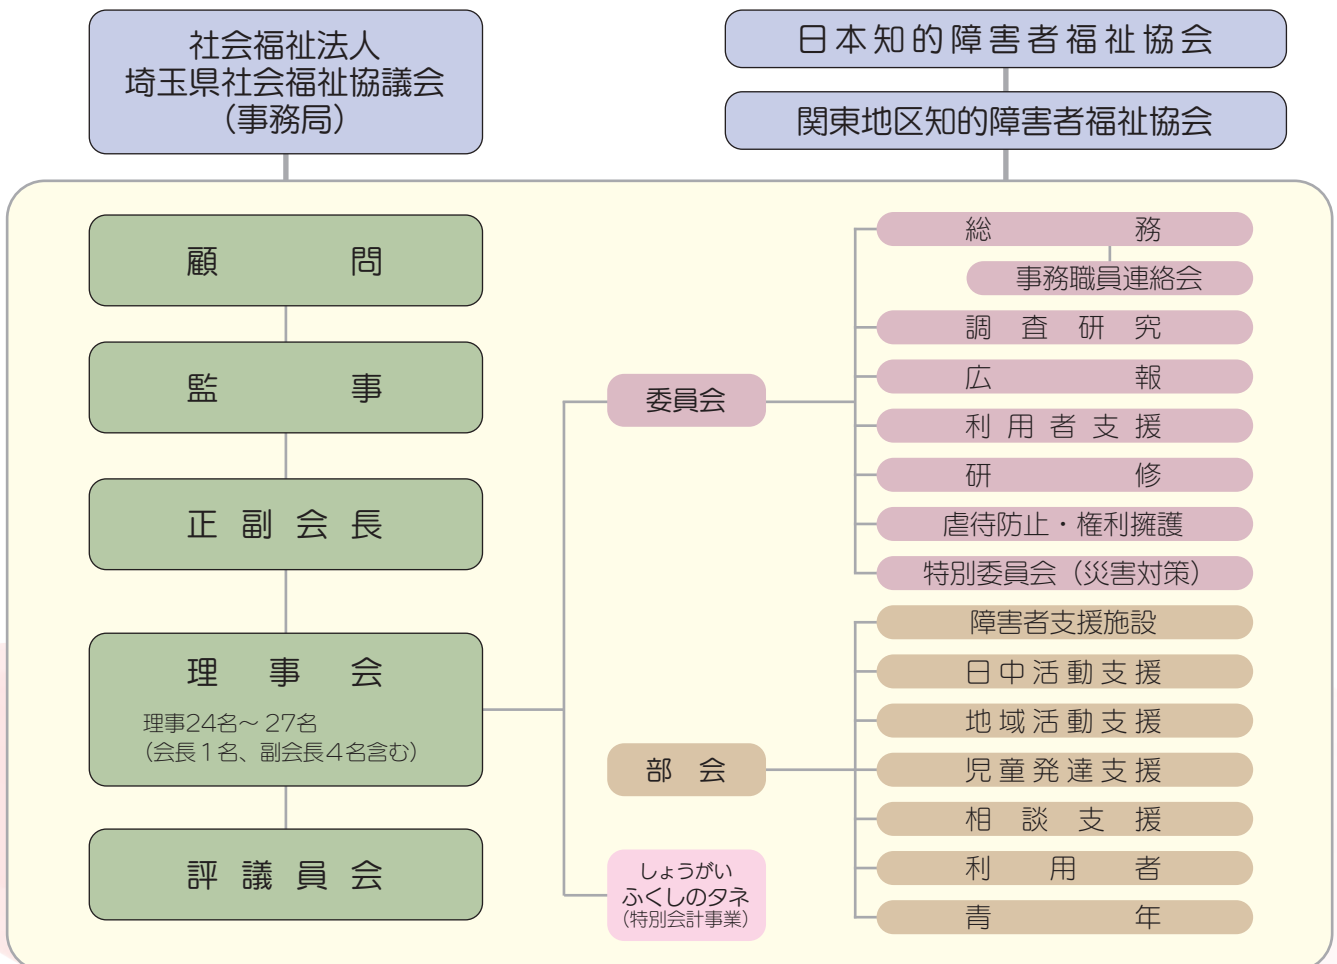 社会福祉法人
埼玉県社会福祉協議会
（事務局）
日本知的障害者福祉協会
関東地区知的障害者福祉協会
顧問
監事
正副会長
理事会
理事24名～27名
（会長１名、副会長４名含む）
評議員会
委員会
総務
事務職員連絡会
調査研究
広報
利用者支援
研修
虐待防止・権利擁護
特別委員会（災害対策）
部会
障害者支援施設
日中活動支援
地域活動支援
児童発達支援
相談支援
利用者
青年
しょうがい
ふくしのタネ
（特別会計事業）